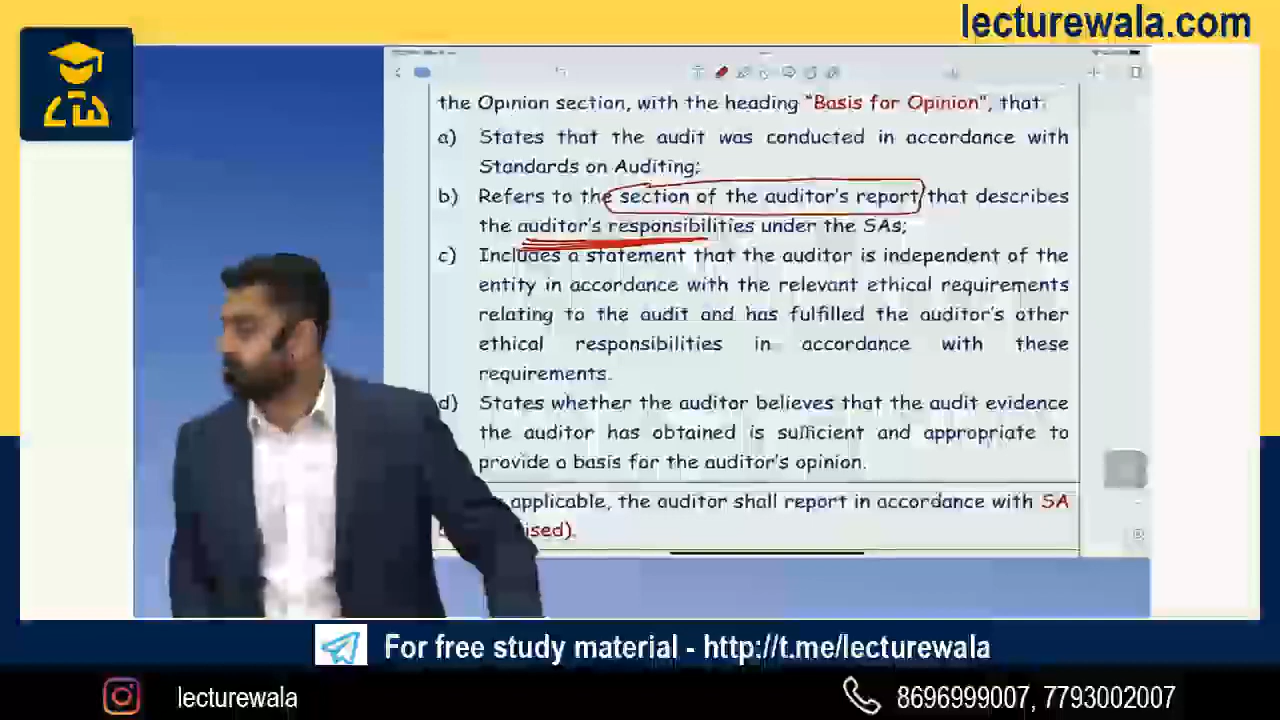 lecturewala.com
the Opinion section, with the heading “Basis for Opinion”, that:
a) States that the audit was conducted in accordance with
Standards on Auditing;
b) Refers to the section of the auditor's report that describes
the auditor's responsibilities under the SAs;
c) Includes a statement that the auditor is independent of the
entity in accordance with the relevant ethical requirements
relating to the audit and has fulfilled the auditor's other
ethical responsibilities in accordance with these
requirements.
d) States whether the auditor believes that the audit evidence
the auditor has obtained is sufficient and appropriate to
provide a basis for the auditor's opinion.
applicable, the auditor shall report in accordance with SA
ised).
For free study material - http://t.me/lecturewala
lecturewala
8696999007, 7793002007